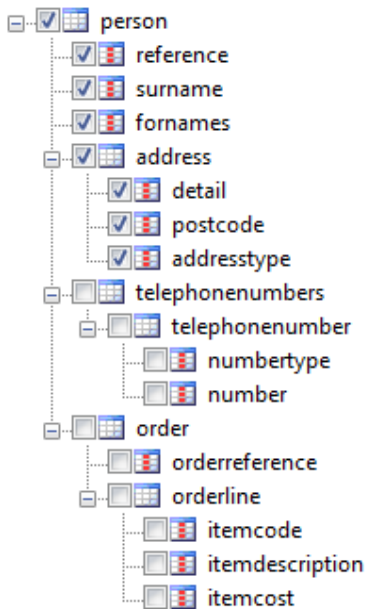 person
reference
surname
fornames
address
detail
postcode
addresstype
telephonenumbers
telephonenumber
numbertype
number
order
orderreference
orderline
itemcode
itemdescription
itemcost